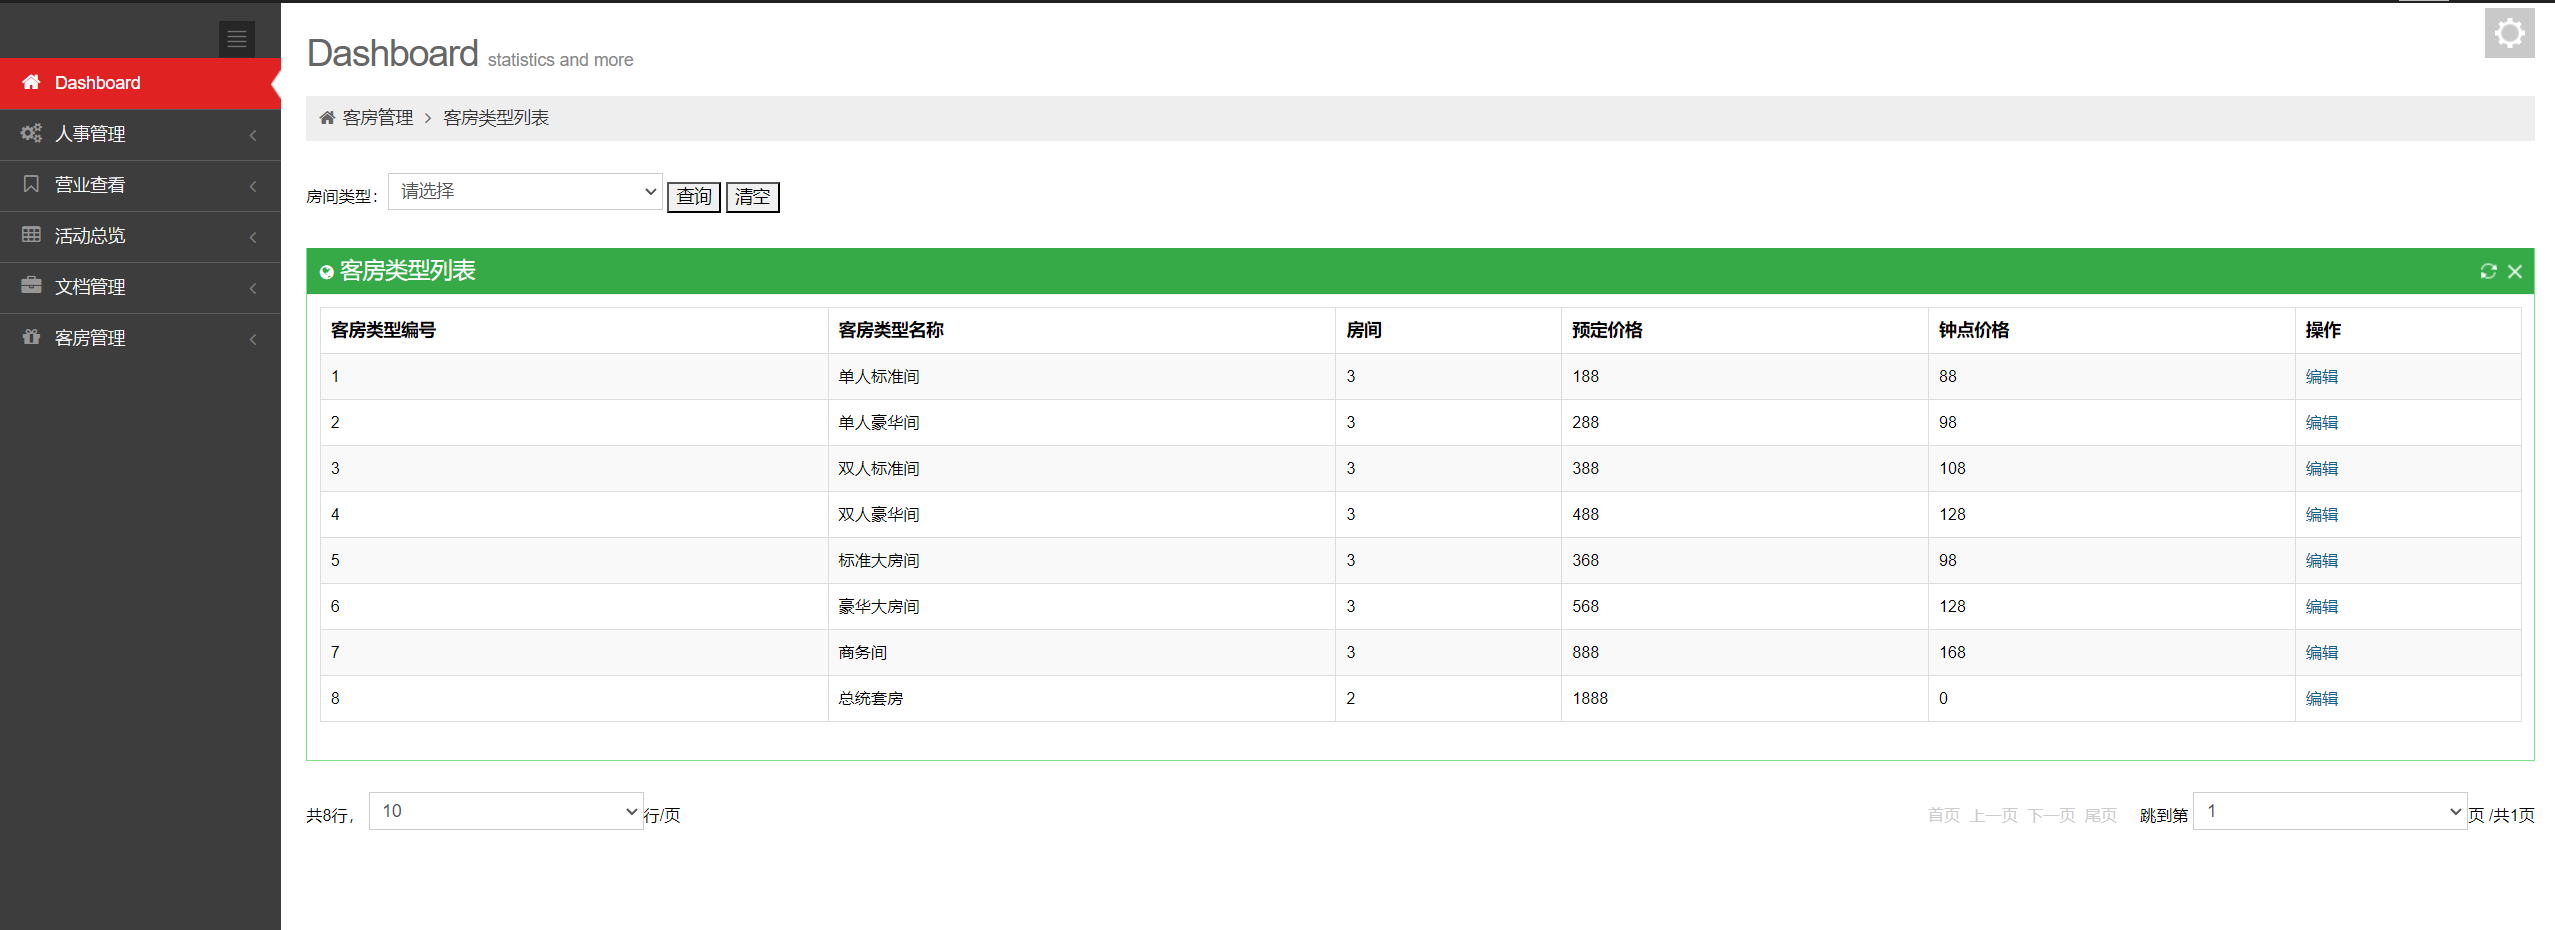 Dashboard statistics and more
Dashboard
人事管理
营业查看
活动总览
文档管理
客房管理
客房管理 > 客房类型列表
房间类型： 请选择 查询 清空
客房类型列表
客房类型编号 客房类型名称 房间 预定价格 钟点价格 操作
1 单人标准间 3 188 88 编辑
2 单人豪华间 3 288 98 编辑
3 双人标准间 3 388 108 编辑
4 双人豪华间 3 488 128 编辑
5 标准大房间 3 368 98 编辑
6 豪华大房间 3 568 128 编辑
7 商务间 3 888 168 编辑
8 总统套房 2 1888 0 编辑
共8行， 10 行/页 首页 上一页 下一页 尾页 跳到第 1 页 /共1页